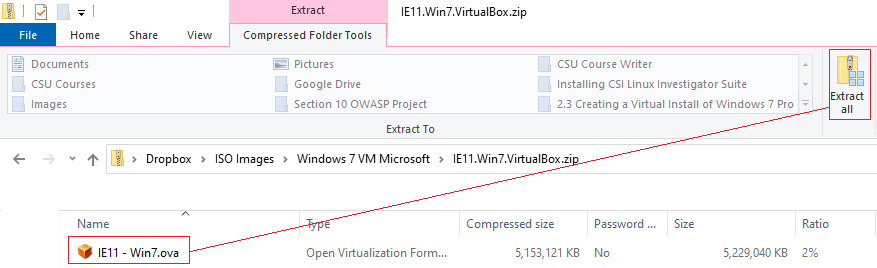 Extract IE11.Win7.VirtualBox.zip
File Home Share View Compressed Folder Tools
Documents Pictures CSU Course Writer
CSU Courses Google Drive Installing CSI Linux Investigator Suite
Images Section 10 OWASP Project 2.3 Creating a Virtual Install of Windows 7 Pro
Extract
all
Extract To
Dropbox > ISO Images > Windows 7 VM Microsoft > IE11.Win7.VirtualBox.zip
Name Type Compressed size Password ... Size Ratio
IE11 - Win7.ova Open Virtualization Form... 5,153,121 KB No 5,229,040 KB 2%